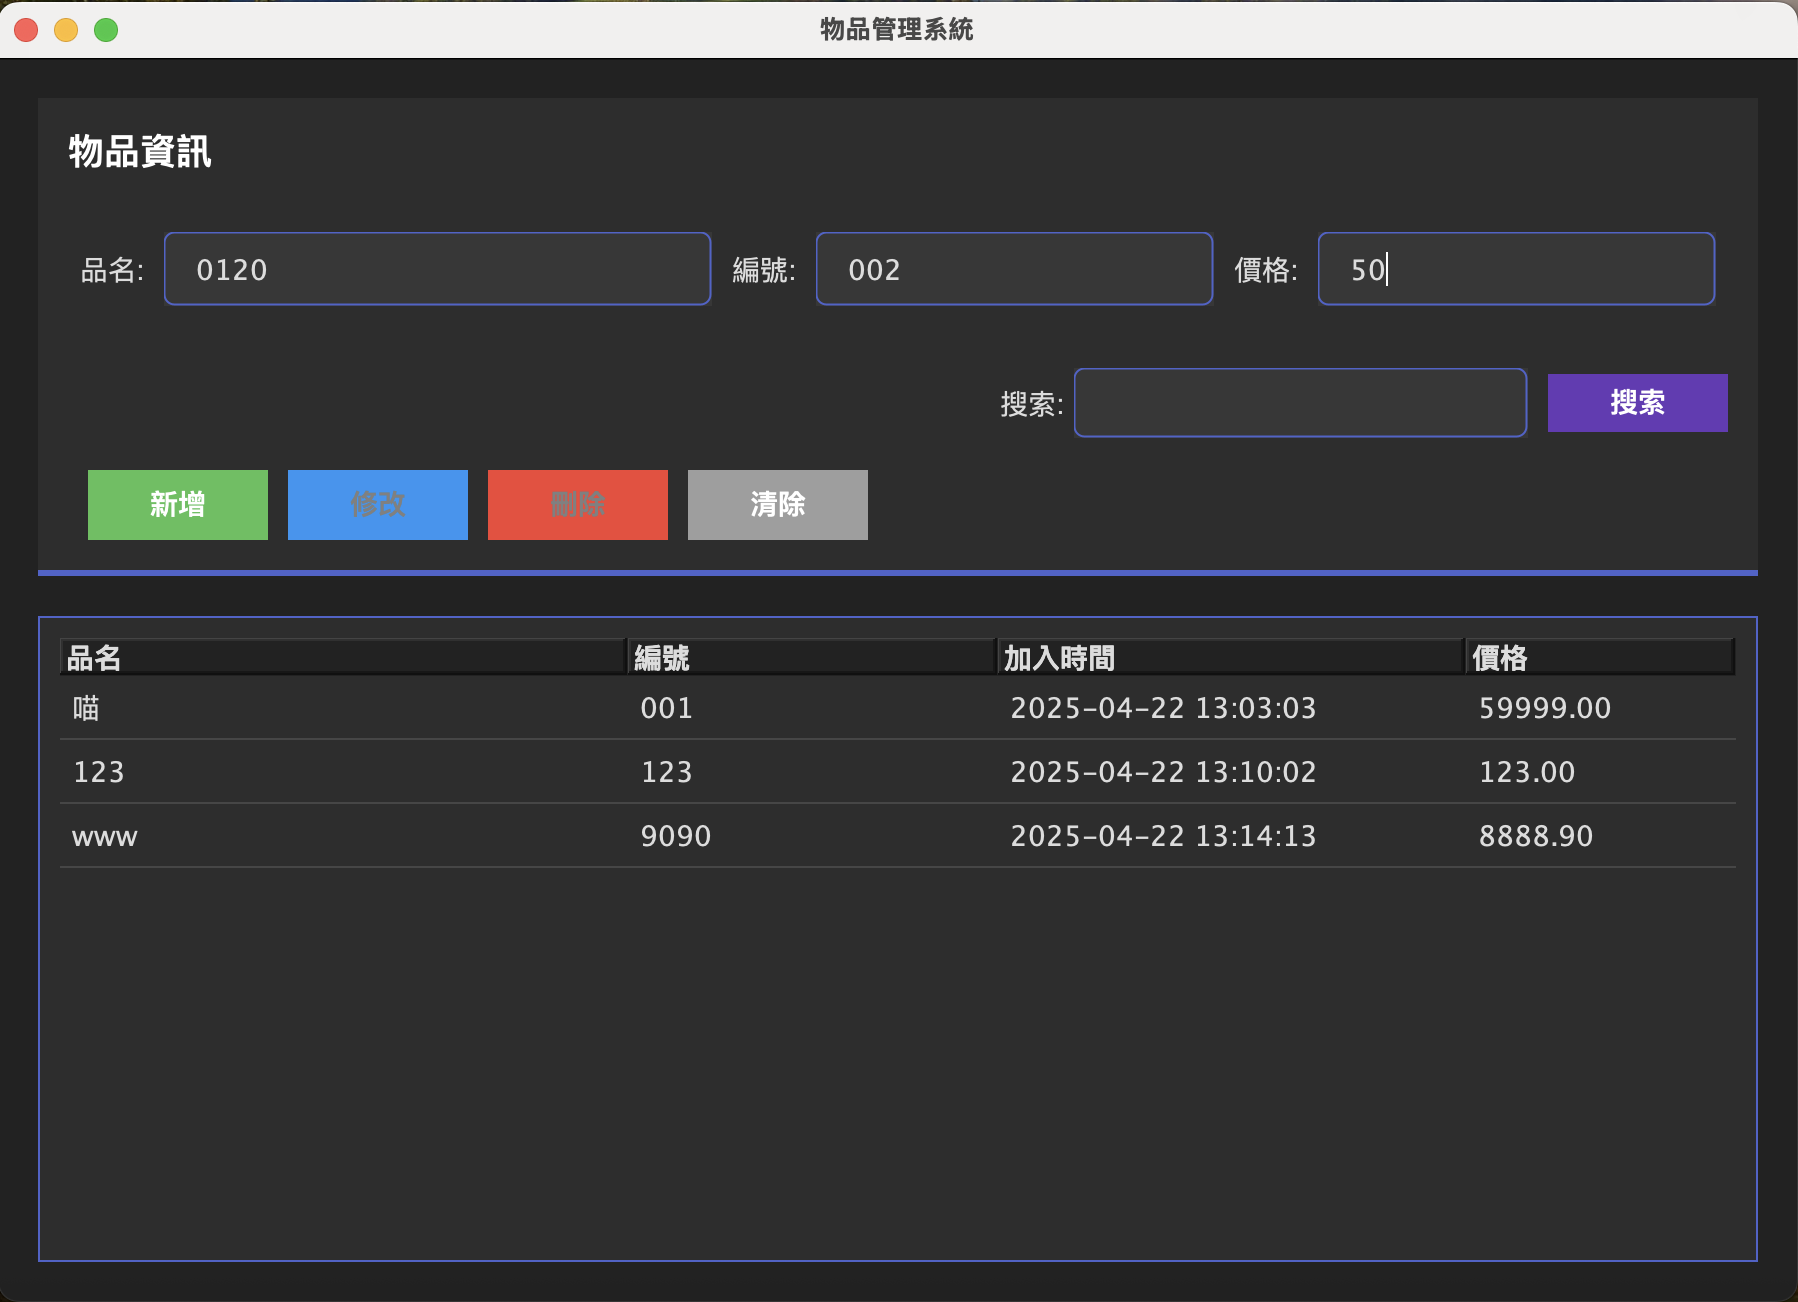 物品管理系統
物品資訊
品名: 0120 編號: 002 價格: 50
搜索: 搜索
新增 修改 刪除 清除
品名 編號 加入時間 價格
喵 001 2025-04-22 13:03:03 59999.00
123 123 2025-04-22 13:10:02 123.00
www 9090 2025-04-22 13:14:13 8888.90